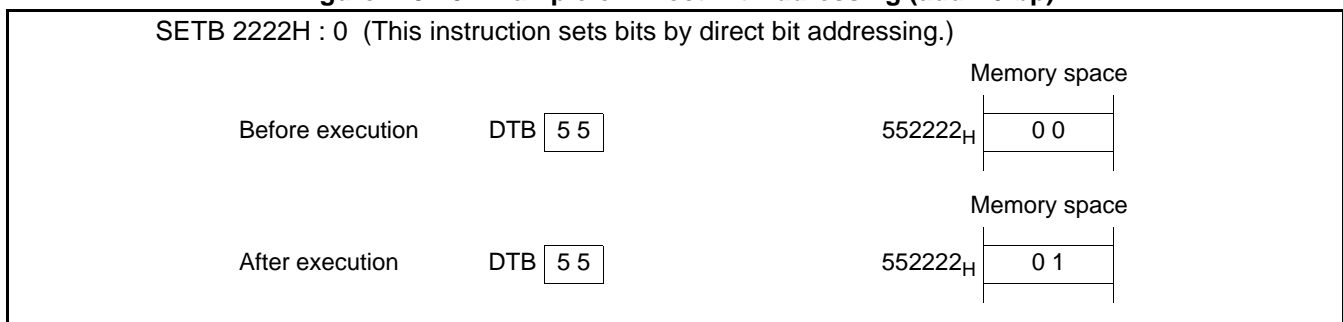 SETB 2222H : 0 (This instruction sets bits by direct bit addressing.)
Memory space
Before execution DTB 5 5 552222H 0 0
Memory space
After execution DTB 5 5 552222H 0 1